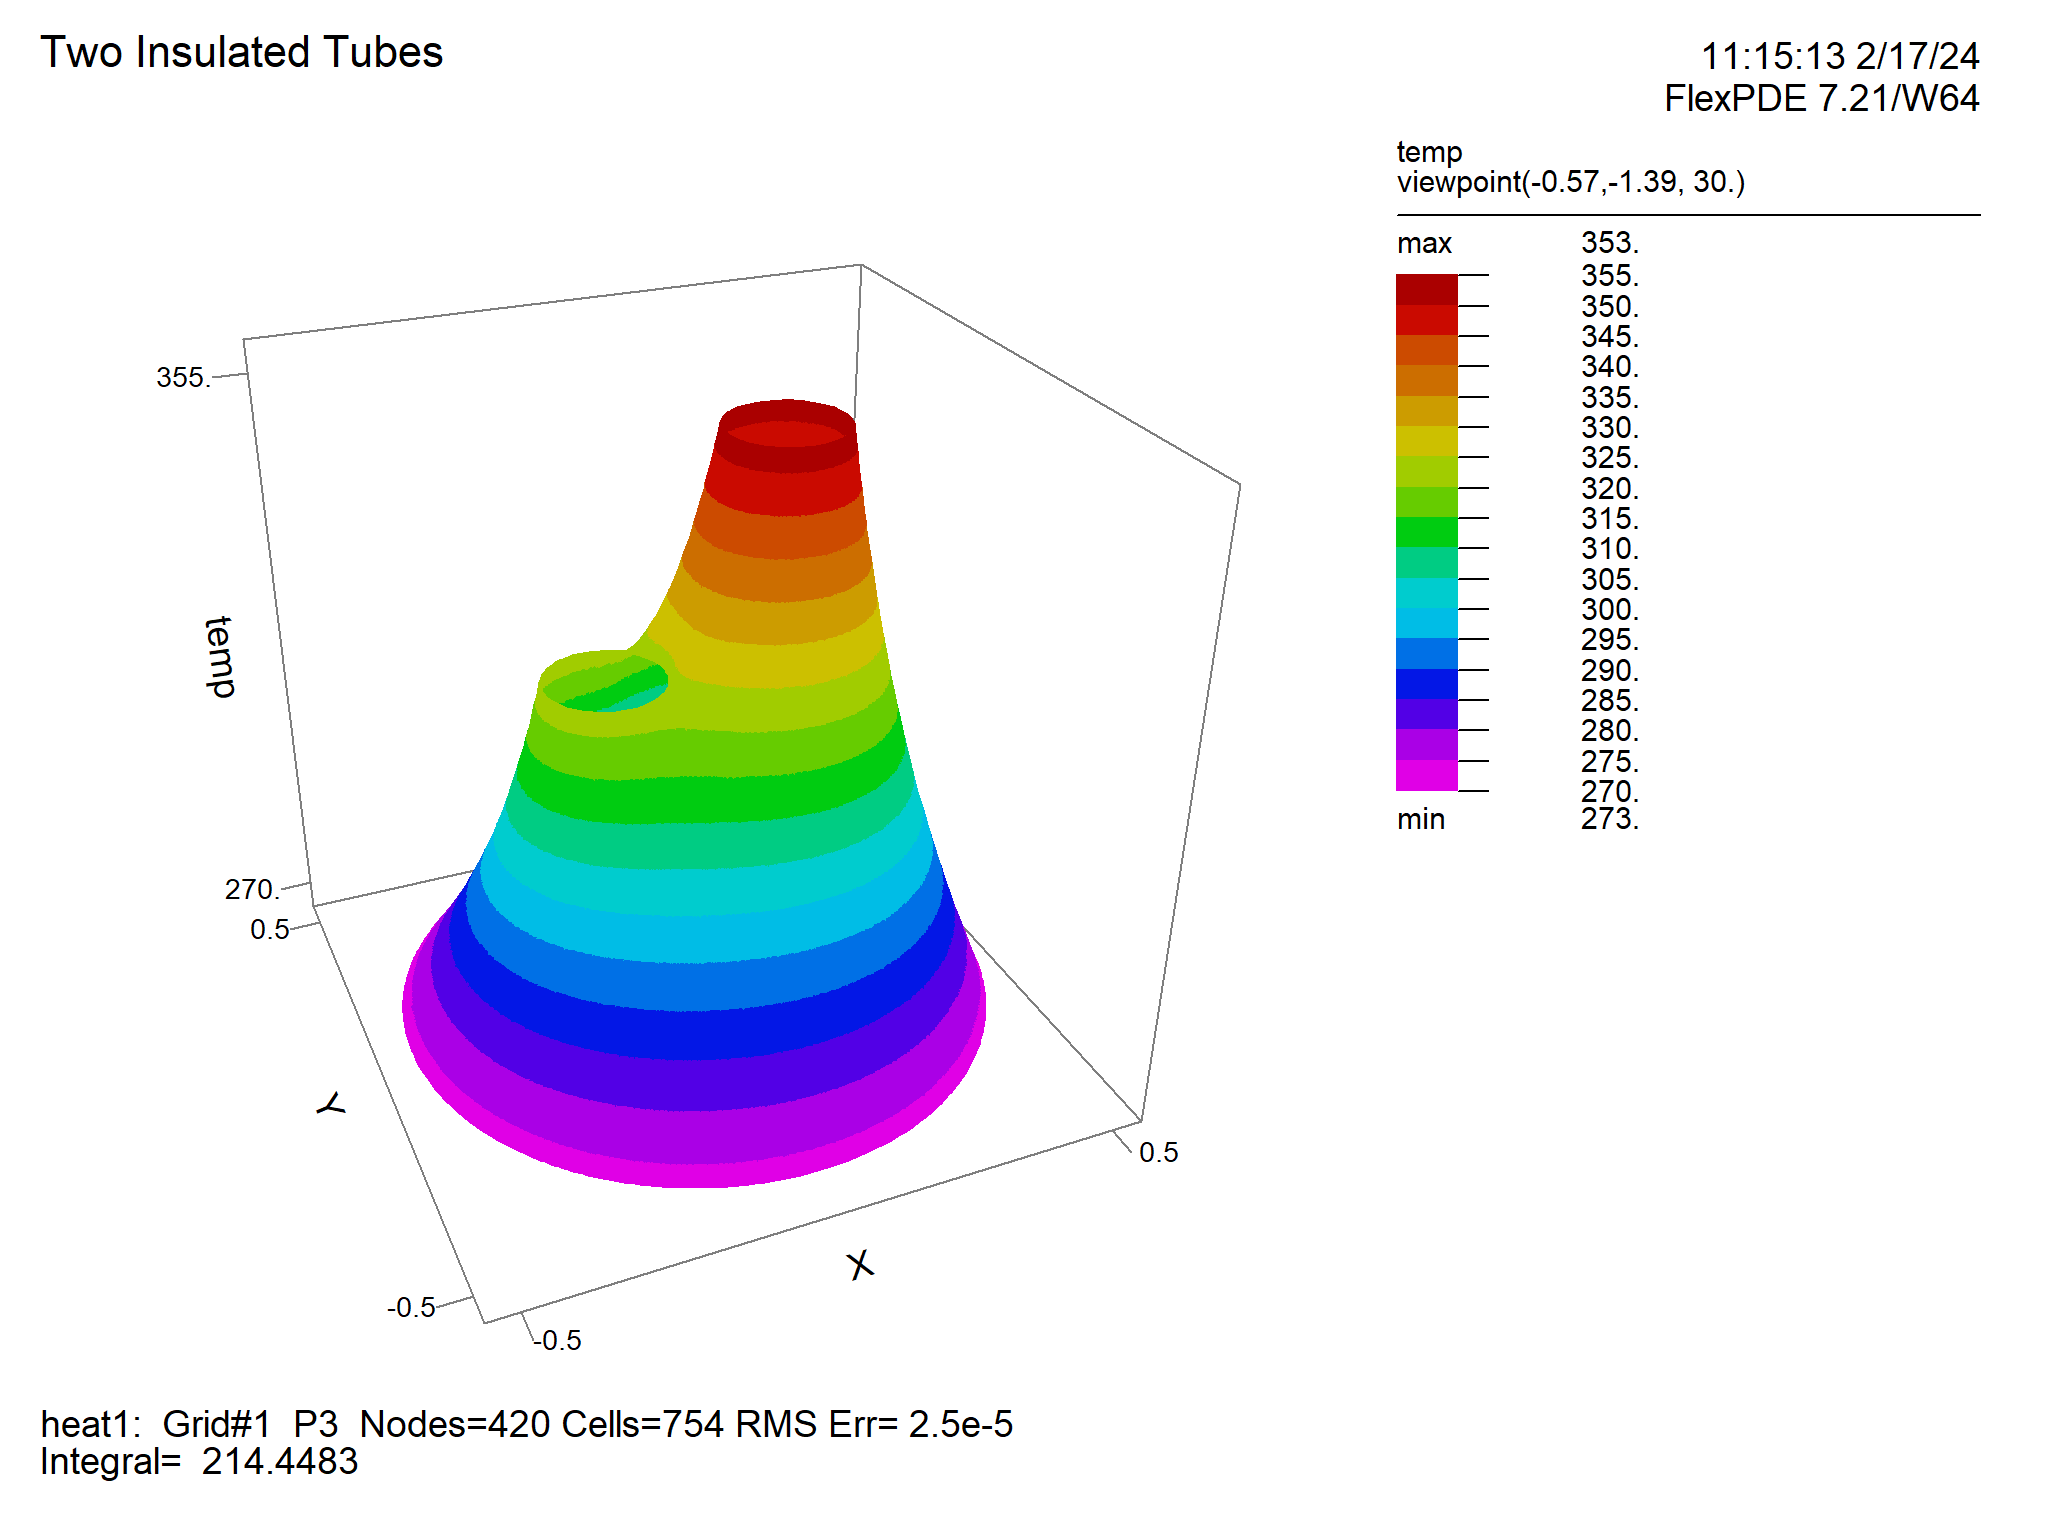 Two Insulated Tubes
11:15:13 2/17/24
FlexPDE 7.21/W64
temp
viewpoint(-0.57,-1.39, 30.)
max 353.
355.
350.
345.
340.
335.
330.
325.
320.
315.
310.
305.
300.
295.
290.
285.
280.
275.
270.
min 273.
355.
temp
270.
0.5
Y
-0.5
-0.5
X
0.5
heat1: Grid#1 P3 Nodes=420 Cells=754 RMS Err= 2.5e-5
Integral= 214.4483